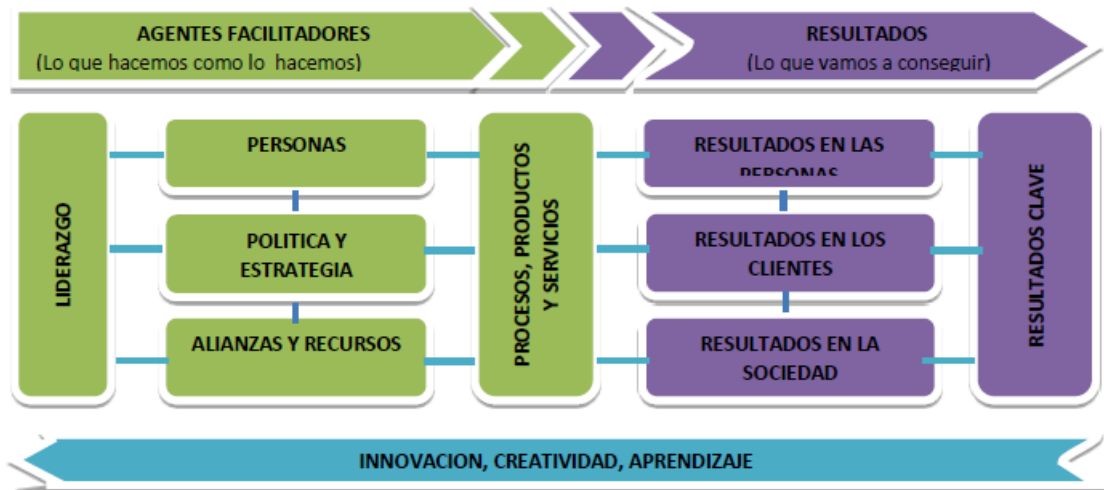 AGENTES FACILITADORES
(Lo que hacemos como lo hacemos)
RESULTADOS
(Lo que vamos a conseguir)
LIDERAZGO
PERSONAS
POLITICA Y
ESTRATEGIA
ALIANZAS Y RECURSOS
PROCESOS, PRODUCTOS
Y SERVICIOS
RESULTADOS EN LAS
PERSONAS
RESULTADOS EN LOS
CLIENTES
RESULTADOS EN LA
SOCIEDAD
RESULTADOS CLAVE
INNOVACION, CREATIVIDAD, APRENDIZAJE